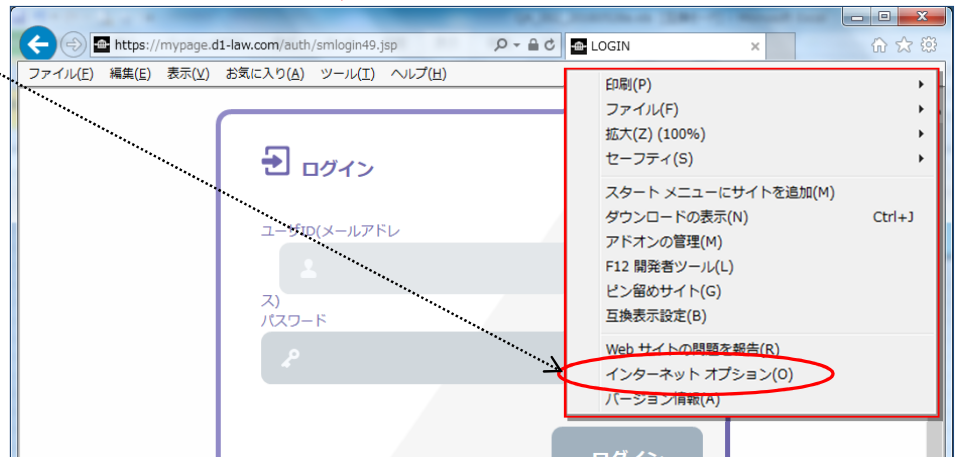 https://mypage.d1-law.com/auth/smlogin49.jsp
LOGIN
ファイル(F) 編集(E) 表示(V) お気に入り(A) ツール(T) ヘルプ(H)
印刷(P)
ファイル(F)
拡大(Z) (100%)
セーフティ(S)
スタート メニューにサイトを追加(M)
ダウンロードの表示(N) Ctrl+J
アドオンの管理(M)
F12 開発者ツール(L)
ピン留めサイト(G)
互換表示設定(B)
Web サイトの問題を報告(R)
インターネット オプション(O)
バージョン情報(A)
ログイン
ユーザID(メールアドレ
ス)
パスワード
ログイン